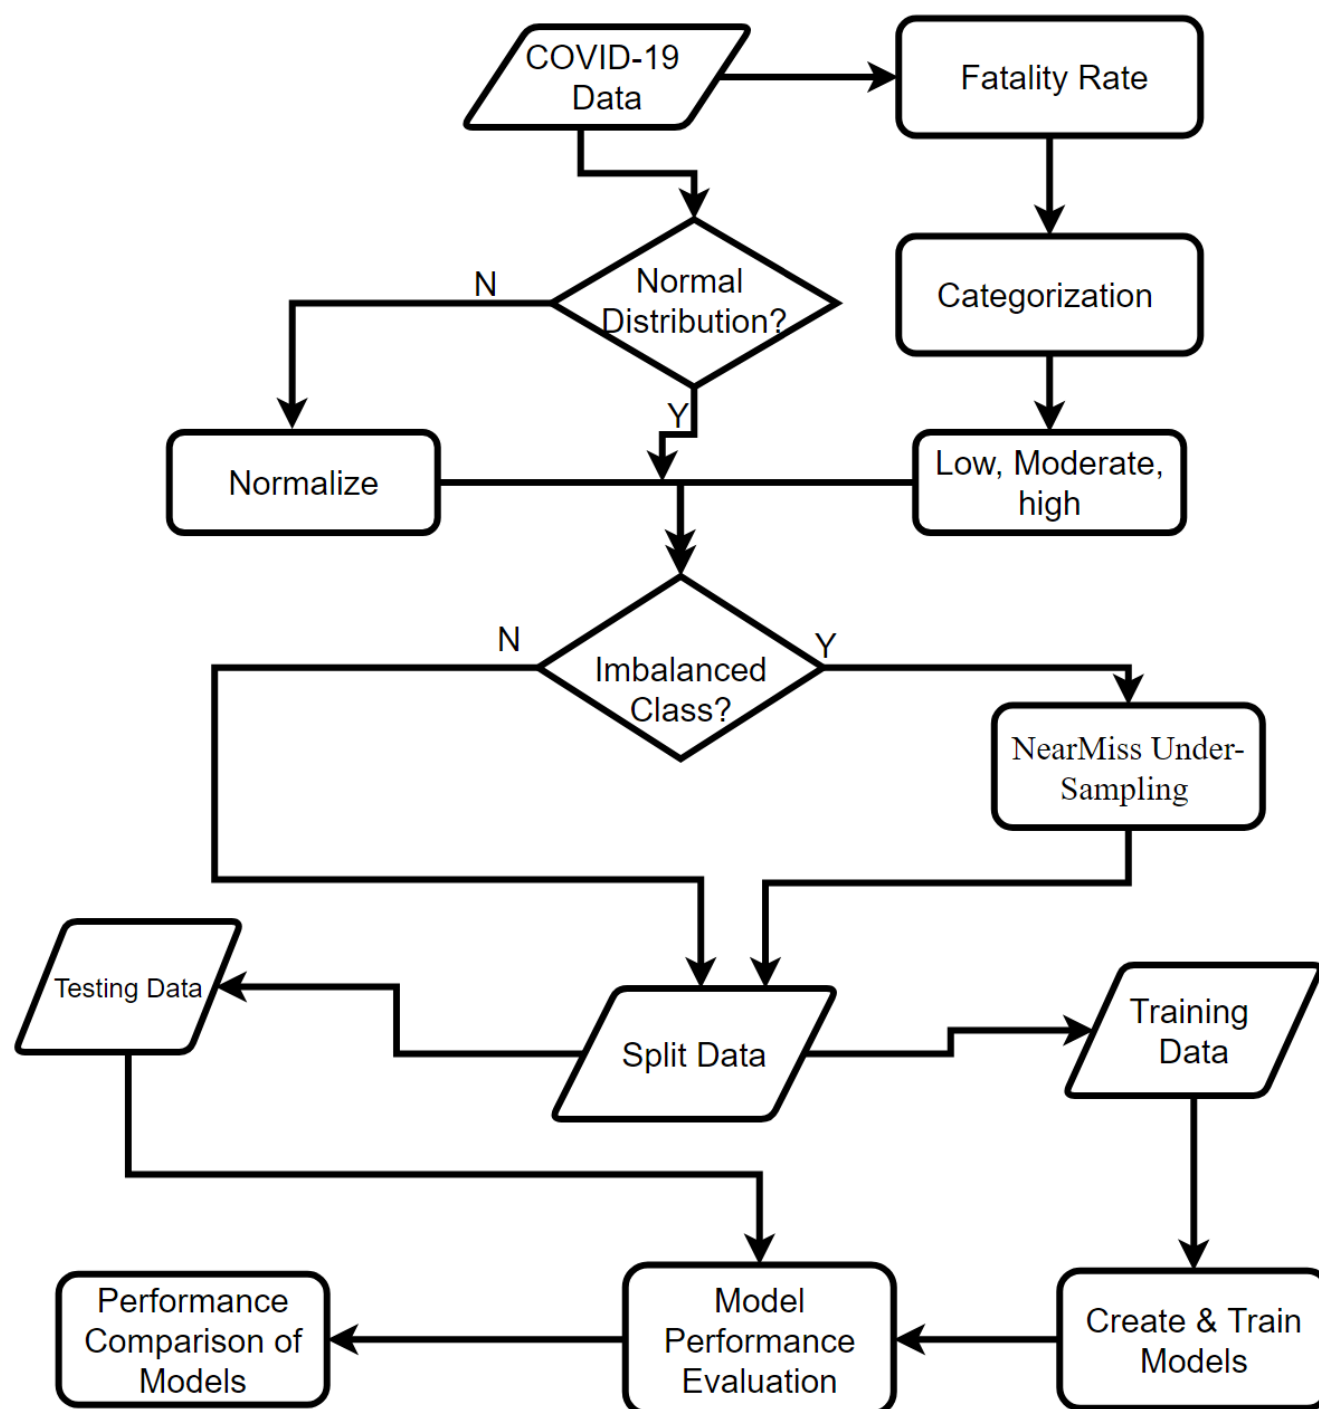 COVID-19
Data
Fatality Rate
Normal
Distribution?
N
Y
Categorization
Normalize
Low, Moderate,
high
Imbalanced
Class?
N
Y
NearMiss Under-
Sampling
Testing Data
Split Data
Training
Data
Performance
Comparison of
Models
Model
Performance
Evaluation
Create & Train
Models